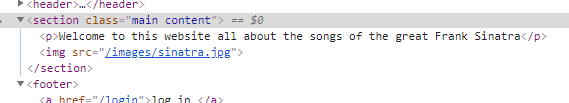 ▶<header>…</header>
▼<section class="main content"> == $0
<p>Welcome to this website all about the songs of the great Frank Sinatra</p>
<img src="/images/sinatra.jpg">
</section>
▼<footer>
<a href="/login">log in </a>